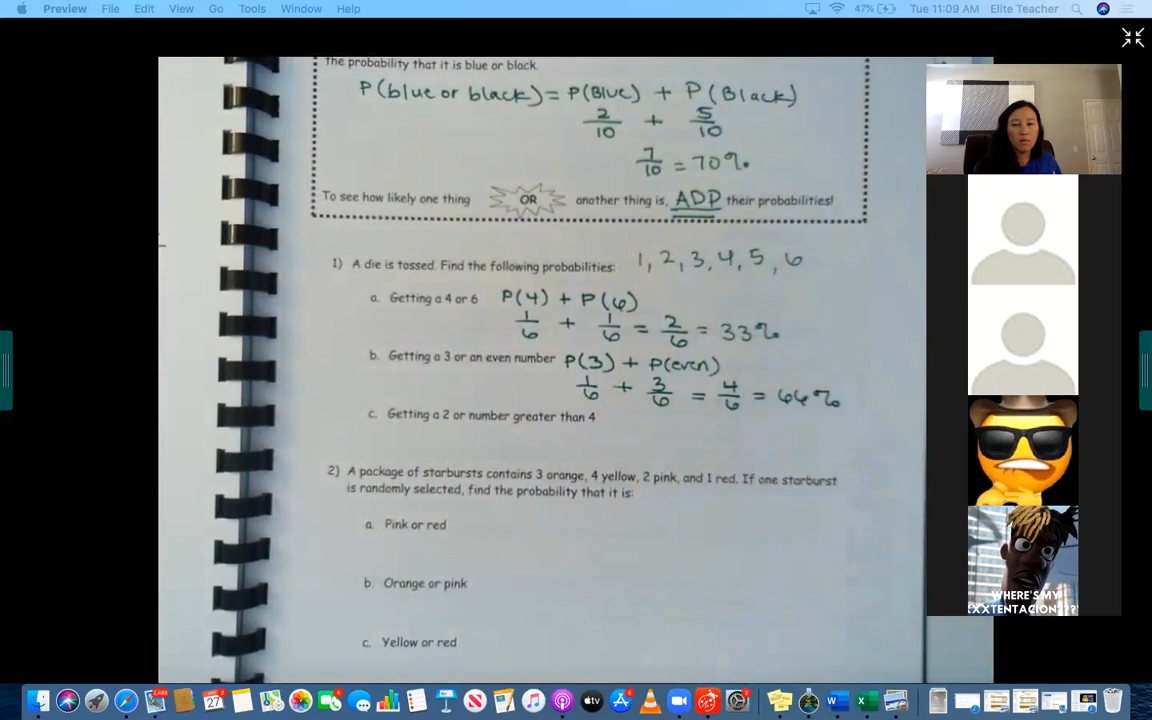 Preview File Edit View Tools Go Window Help 47% Tue 11:09 AM Elite Teacher
the probability that it is blue or black.
P(blue or black) = P(Blue) + P(Black)
2/10 + 5/10
7/10 = 70%
To see how likely one thing OR another thing is, ADD their probabilities!
1) A die is tossed. Find the following probabilities: 1, 2, 3, 4, 5, 6
a. Getting a 4 or 6 P(4) + P(6)
1/6 + 1/6 = 2/6 = 33%
b. Getting a 3 or an even number P(3) + P(even)
1/6 + 3/6 = 4/6 = 66%
c. Getting a 2 or number greater than 4
2) A package of starbursts contains 3 orange, 4 yellow, 2 pink, and 1 red. If one starburst
is randomly selected, find the probability that it is:
a. Pink or red
b. Orange or pink
c. Yellow or red
WHERE'S MY
XXXTENTACION???
27